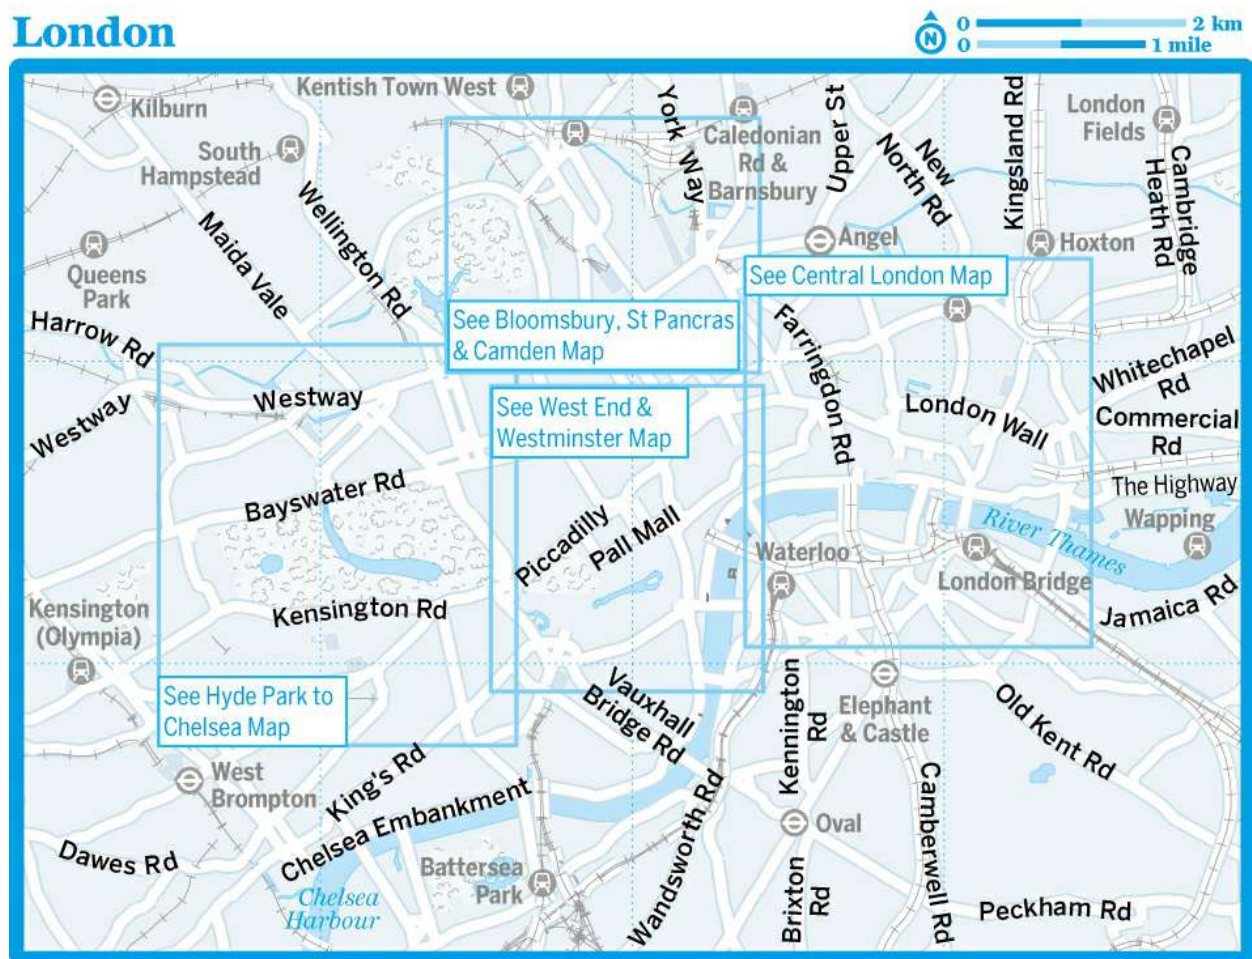 London
N
0 2 km
0 1 mile
Kentish Town West
Kilburn
South
Hampstead
York
Way
Caledonian
Rd &
Barnsbury
Upper St
New
North Rd
Kingsland Rd
London
Fields
Cambridge
Heath Rd
Wellington Rd
Maida Vale
Queens
Park
Angel
Hoxton
See Central London Map
Harrow Rd
See Bloomsbury, St Pancras
& Camden Map
Farringdon Rd
Whitechapel
Rd
Westway
Westway
See West End &
Westminster Map
London Wall
Commercial
Rd
Bayswater Rd
The Highway
Wapping
Piccadilly
Pall Mall
River Thames
Waterloo
London Bridge
Kensington
(Olympia)
Kensington Rd
Jamaica Rd
See Hyde Park to
Chelsea Map
Vauxhall
Bridge Rd
Kennington
Rd
Elephant
& Castle
Old Kent Rd
West
Brompton
King's Rd
Chelsea Embankment
Wandsworth Rd
Camberwell Rd
Oval
Dawes Rd
Battersea
Park
Chelsea
Harbour
Brixton
Rd
Peckham Rd